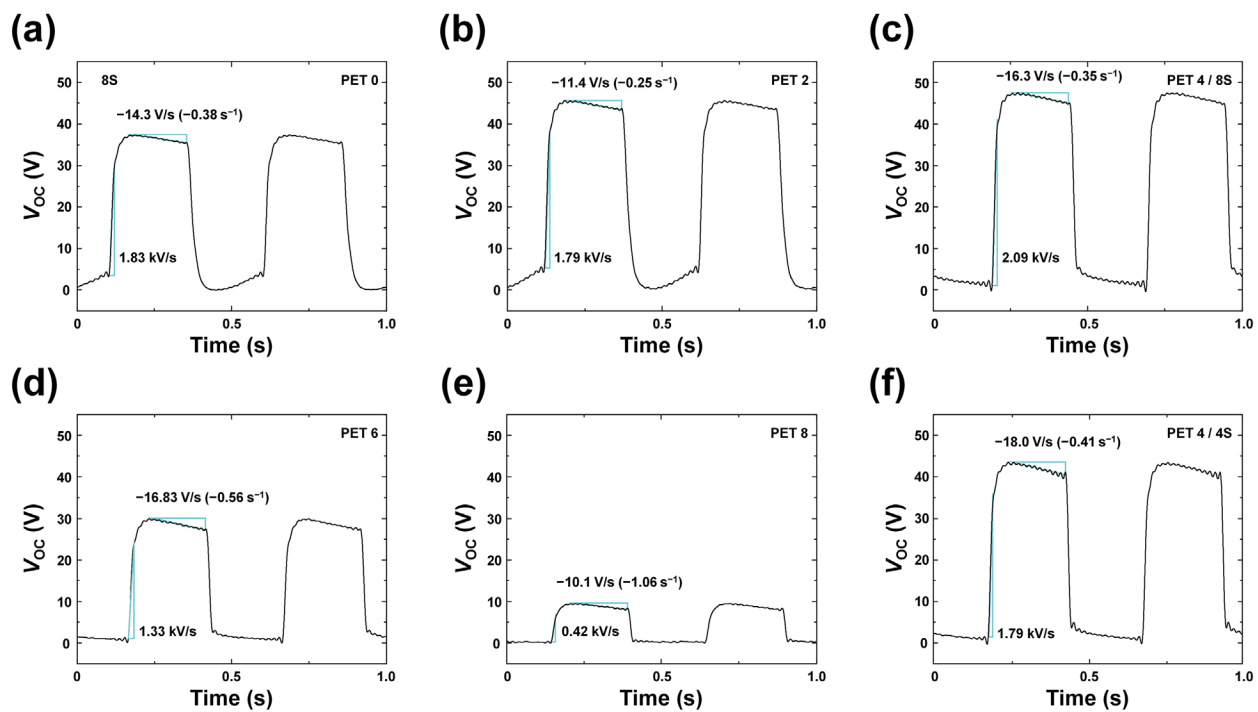 (a)
8S
PET 0
−14.3 V/s (−0.38 s⁻¹)
1.83 kV/s
50
40
30
20
10
0
V_OC (V)
0
0.5
1.0
Time (s)
(b)
PET 2
−11.4 V/s (−0.25 s⁻¹)
1.79 kV/s
50
40
30
20
10
0
V_OC (V)
0
0.5
1.0
Time (s)
(c)
−16.3 V/s (−0.35 s⁻¹)
PET 4 / 8S
2.09 kV/s
50
40
30
20
10
0
V_OC (V)
0
0.5
1.0
Time (s)
(d)
PET 6
−16.83 V/s (−0.56 s⁻¹)
1.33 kV/s
50
40
30
20
10
0
V_OC (V)
0
0.5
1.0
Time (s)
(e)
PET 8
−10.1 V/s (−1.06 s⁻¹)
0.42 kV/s
50
40
30
20
10
0
V_OC (V)
0
0.5
1.0
Time (s)
(f)
PET 4 / 4S
−18.0 V/s (−0.41 s⁻¹)
1.79 kV/s
50
40
30
20
10
0
V_OC (V)
0
0.5
1.0
Time (s)